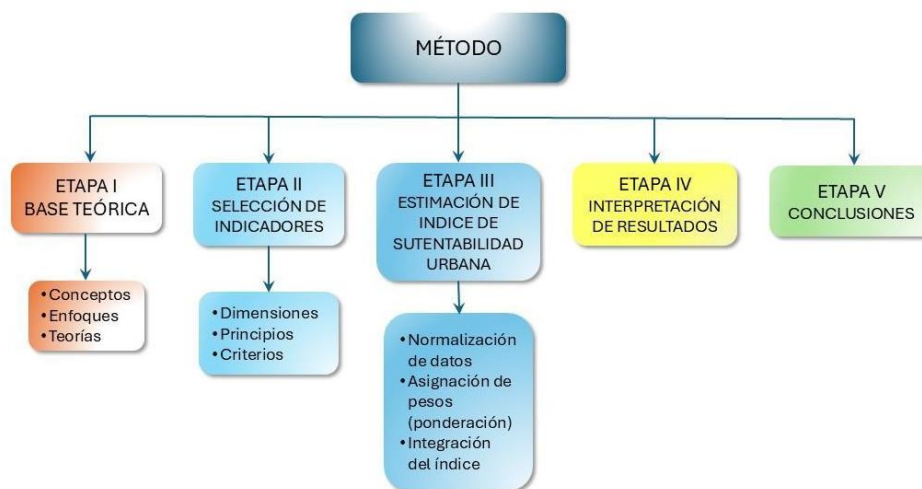 MÉTODO
ETAPA I
BASE TEÓRICA
• Conceptos
• Enfoques
• Teorías
ETAPA II
SELECCIÓN DE
INDICADORES
• Dimensiones
• Principios
• Criterios
ETAPA III
ESTIMACIÓN DE
INDICE DE
SUTENTABILIDAD
URBANA
• Normalización
de datos
• Asignación de
pesos
(ponderación)
• Integración
del índice
ETAPA IV
INTERPRETACIÓN
DE RESULTADOS
ETAPA V
CONCLUSIONES